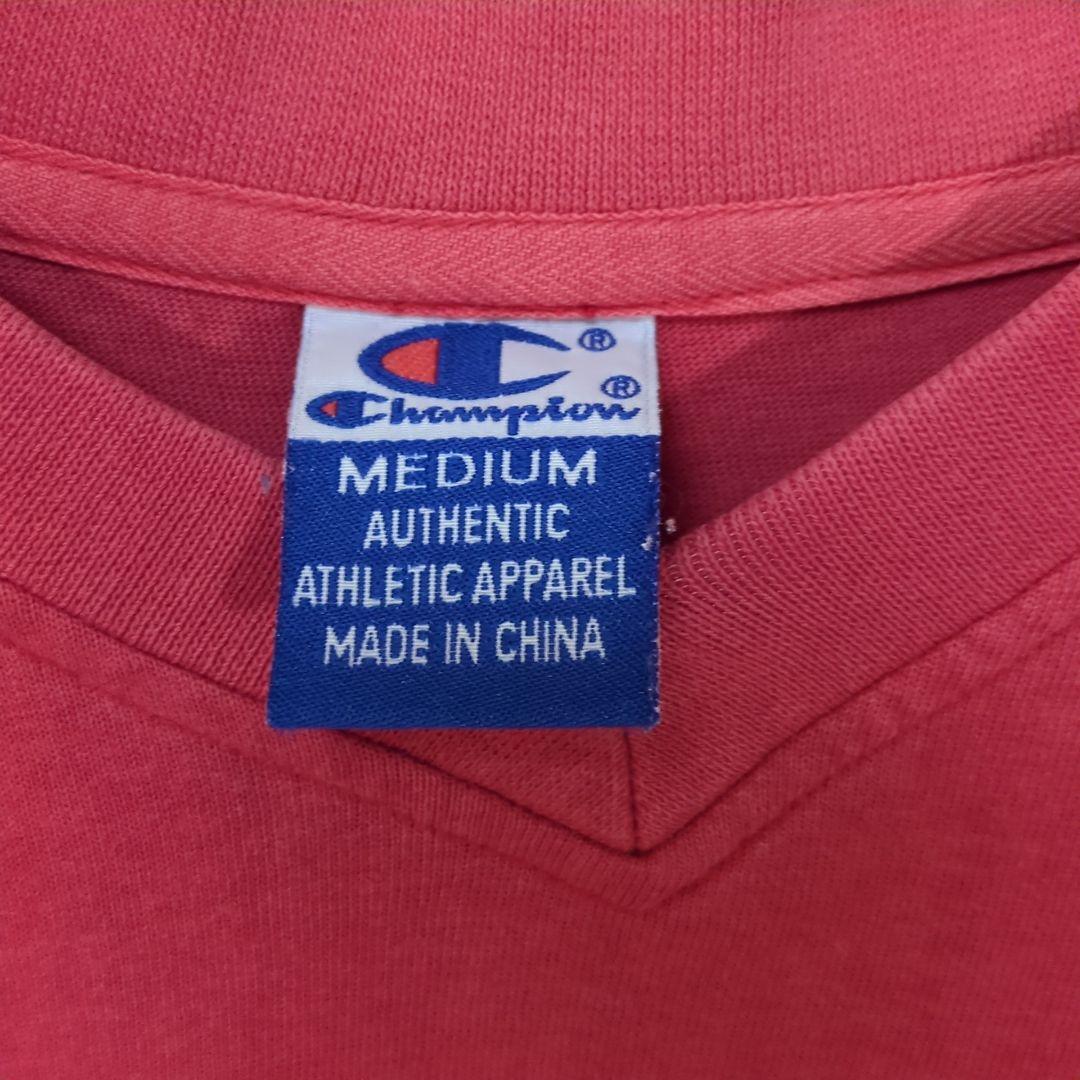 C®
Champion®
MEDIUM
AUTHENTIC
ATHLETIC APPAREL
MADE IN CHINA